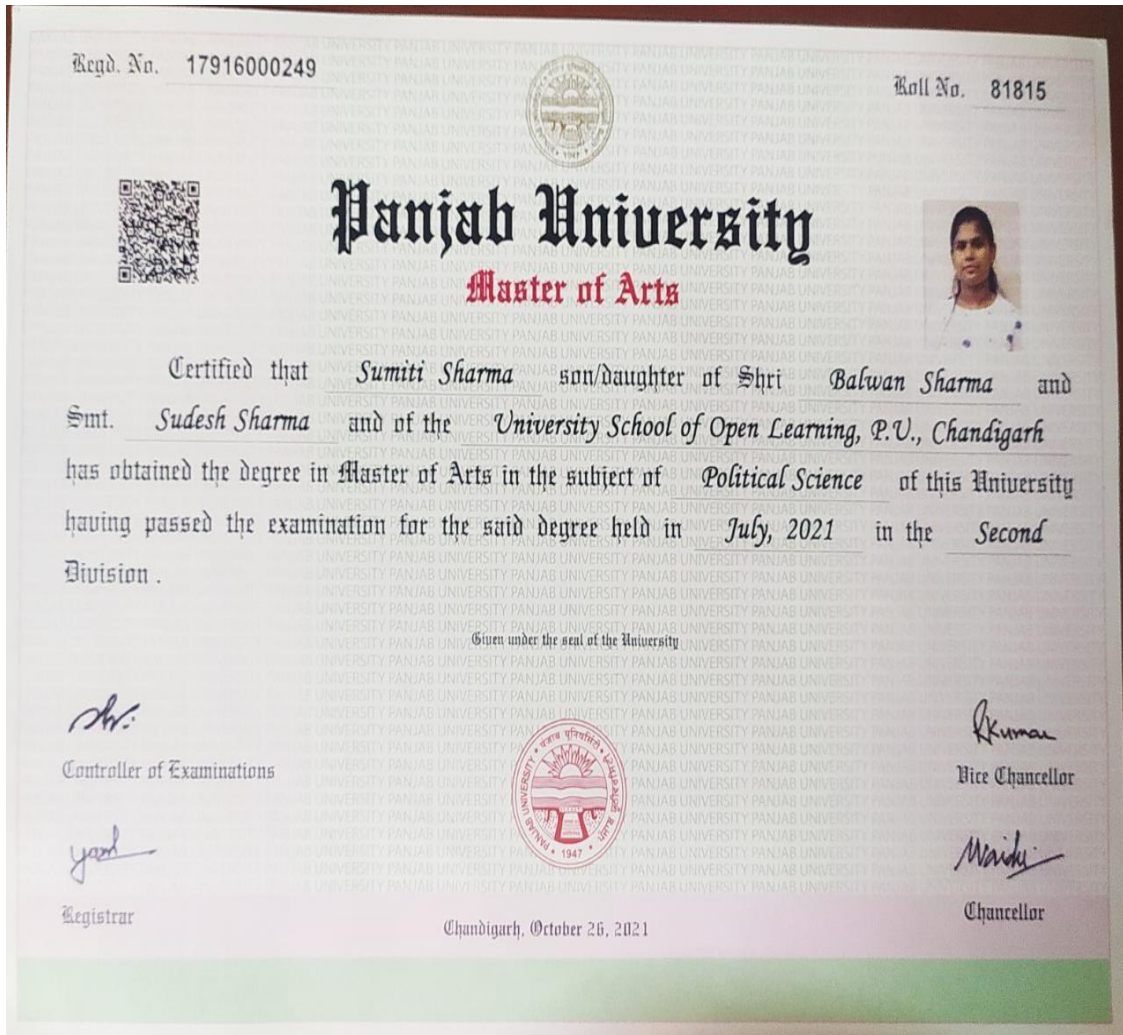 Regd. No. 17916000249
Roll No. 81815
Panjab University
Master of Arts
Certified that Sumiti Sharma son/daughter of Shri Balwan Sharma and
Smt. Sudesh Sharma and of the University School of Open Learning, P.U., Chandigarh
has obtained the degree in Master of Arts in the subject of Political Science of this University
having passed the examination for the said degree held in July, 2021 in the Second
Division .
Given under the seal of the University
RKumar
Controller of Examinations
Vice Chancellor
PANJAB UNIVERSITY
1947
Registrar
Chancellor
Chandigarh, October 26, 2021